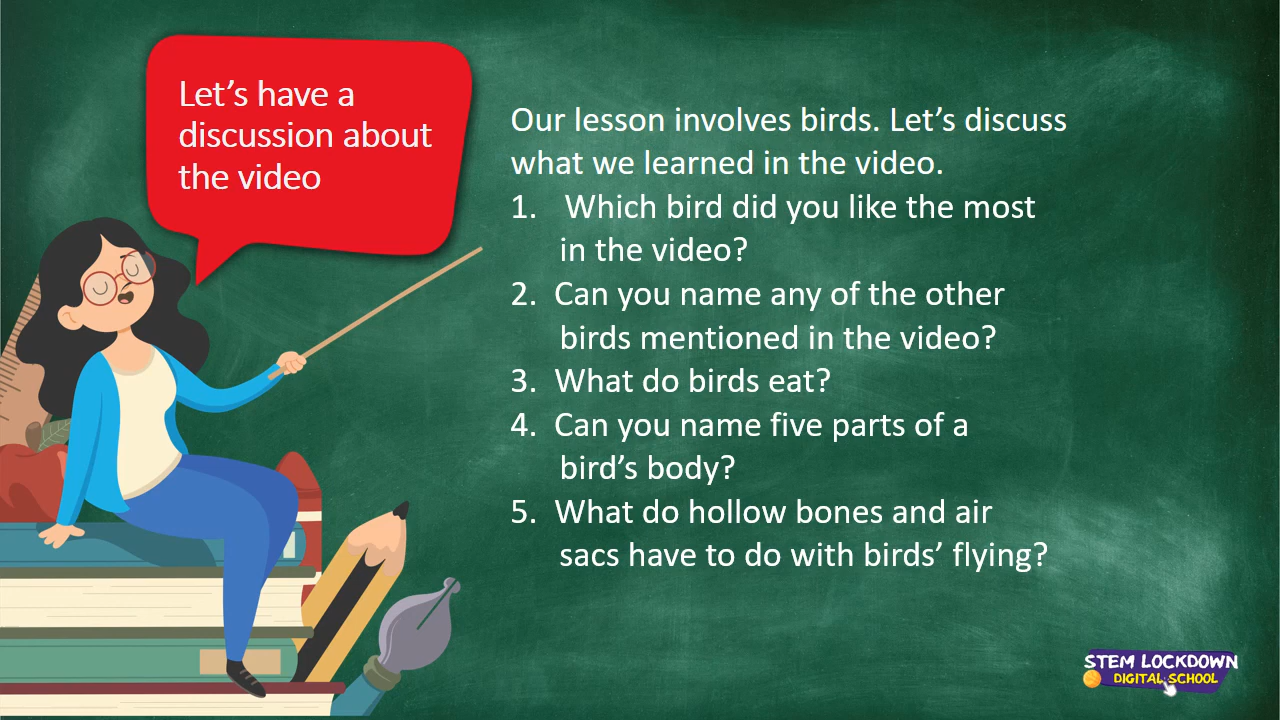 Let's have a
discussion about
the video
Our lesson involves birds. Let's discuss
what we learned in the video.
1. Which bird did you like the most
in the video?
2. Can you name any of the other
birds mentioned in the video?
3. What do birds eat?
4. Can you name five parts of a
bird's body?
5. What do hollow bones and air
sacs have to do with birds' flying?
STEM LOCKDOWN
DIGITAL SCHOOL